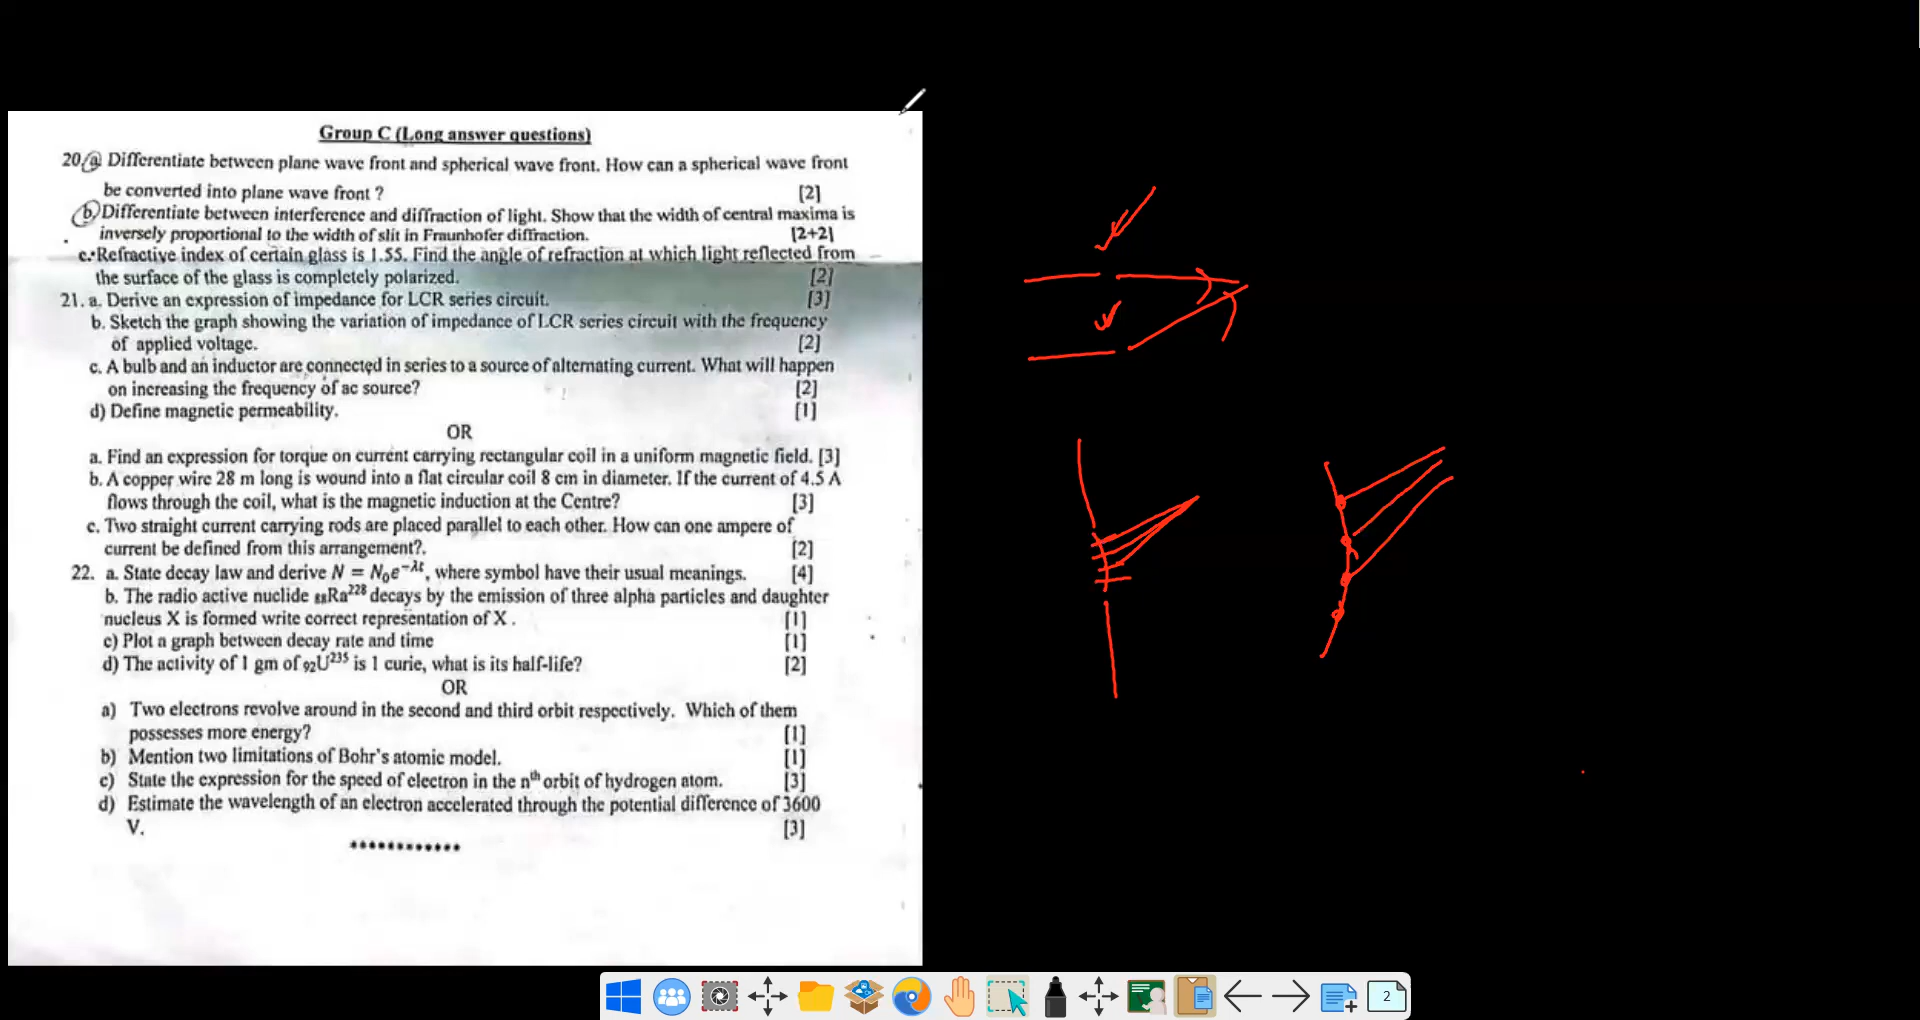 Group C (Long answer questions)
20. a) Differentiate between plane wave front and spherical wave front. How can a spherical wave front
be converted into plane wave front ? [2]
b) Differentiate between interference and diffraction of light. Show that the width of central maxima is
inversely proportional to the width of slit in Fraunhofer diffraction. [2+2]
c. Refractive index of certain glass is 1.55. Find the angle of refraction at which light reflected from
the surface of the glass is completely polarized. [2]
21. a. Derive an expression of impedance for LCR series circuit. [3]
b. Sketch the graph showing the variation of impedance of LCR series circuit with the frequency
of applied voltage. [2]
c. A bulb and an inductor are connected in series to a source of alternating current. What will happen
on increasing the frequency of ac source? [2]
d) Define magnetic permeability. [1]
OR
a. Find an expression for torque on current carrying rectangular coil in a uniform magnetic field. [3]
b. A copper wire 28 m long is wound into a flat circular coil 8 cm in diameter. If the current of 4.5 A
flows through the coil, what is the magnetic induction at the Centre? [3]
c. Two straight current carrying rods are placed parallel to each other. How can one ampere of
current be defined from this arrangement?. [2]
22. a. State decay law and derive N = N₀e^−λt, where symbol have their usual meanings. [4]
b. The radio active nuclide ₈₈Ra²²⁸ decays by the emission of three alpha particles and daughter
nucleus X is formed write correct representation of X . [1]
c) Plot a graph between decay rate and time [1]
d) The activity of 1 gm of ₉₂U²³⁵ is 1 curie, what is its half-life? [2]
OR
a) Two electrons revolve around in the second and third orbit respectively. Which of them
possesses more energy? [1]
b) Mention two limitations of Bohr's atomic model. [1]
c) State the expression for the speed of electron in the nᵗʰ orbit of hydrogen atom. [3]
d) Estimate the wavelength of an electron accelerated through the potential difference of 3600
V. [3]
************
2